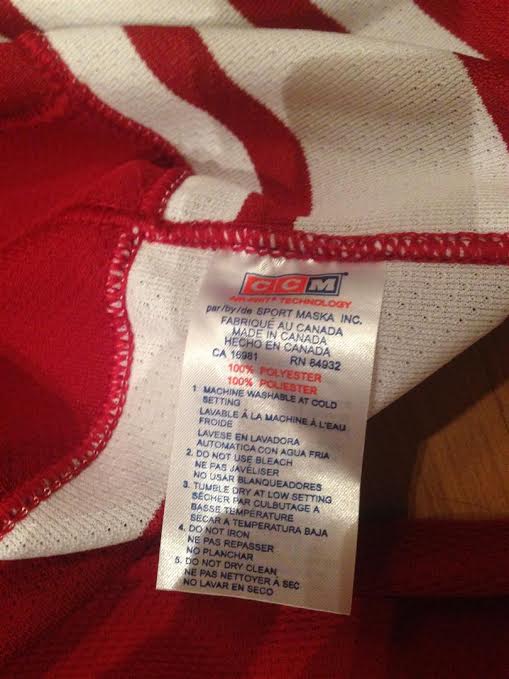 CCM
AIR-KNIT® TECHNOLOGY
par/by/de SPORT MASKA INC.
FABRIQUÉ AU CANADA
MADE IN CANADA
HECHO EN CANADA
CA 16981 RN 84932
100% POLYESTER
100% POLIESTER
1. MACHINE WASHABLE AT COLD
SETTING
LAVABLE À LA MACHINE À L'EAU
FROIDE
LAVESE EN LAVADORA
AUTOMATICA CON AGUA FRIA
2. DO NOT USE BLEACH
NE PAS JAVÉLISER
NO USAR BLANQUEADORES
3. TUMBLE DRY AT LOW SETTING
SÉCHER PAR CULBUTAGE A
BASSE TEMPERATURE
SECAR A TEMPERATURA BAJA
4. DO NOT IRON
NE PAS REPASSER
NO PLANCHAR
5. DO NOT DRY CLEAN
NE PAS NETTOYER À SEC
NO LAVAR EN SECO